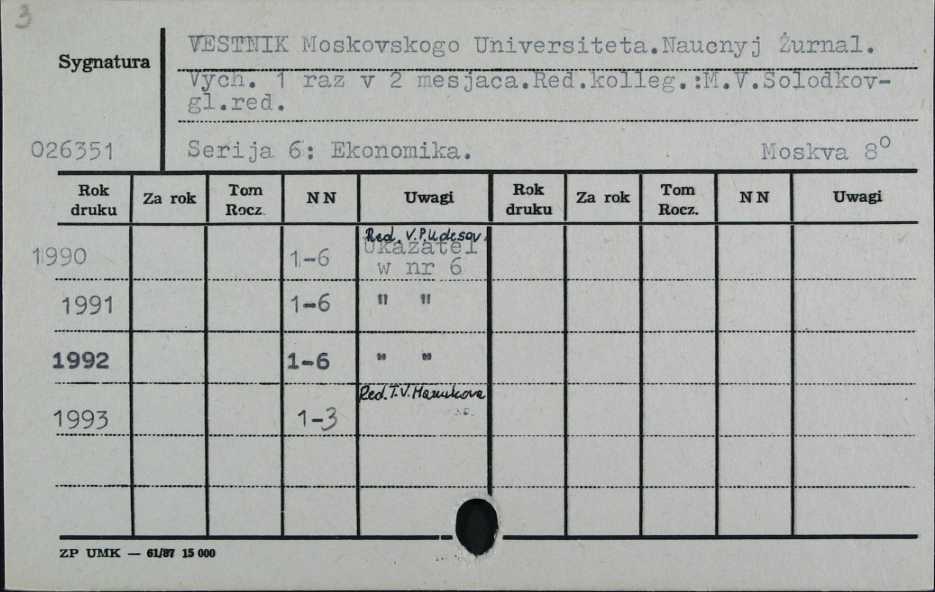 3
Sygnatura
VESTNIK Moskovskogo Universiteta.Naucnyj Žurnal.
Vych. 1 raz v 2 mesjaca.Red.kolleg.:M.V.Solodkov-
gl.red.
026351 Serija 6: Ekonomika. Moskva 8°
Rok druku Za rok Tom Rocz. NN Uwagi Rok druku Za rok Tom Rocz. NN Uwagi
Red. V.P.Udesov.
1990 1-6 Ukazatel
w nr 6
1991 1-6 " "
1992 1-6 " "
Red. T.V.
1993 1-3
ZP UMK — 61/87 15 000